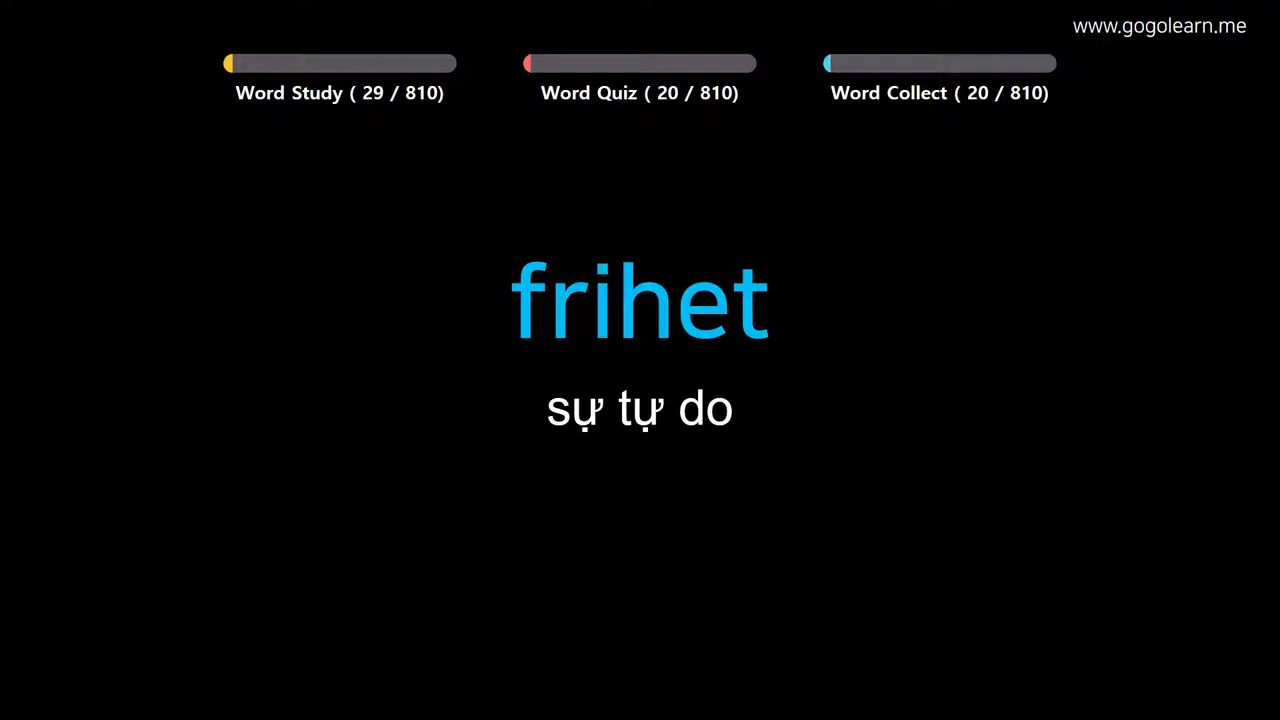 www.gogolearn.me
Word Study ( 29 / 810)
Word Quiz ( 20 / 810)
Word Collect ( 20 / 810)
frihet
sự tự do